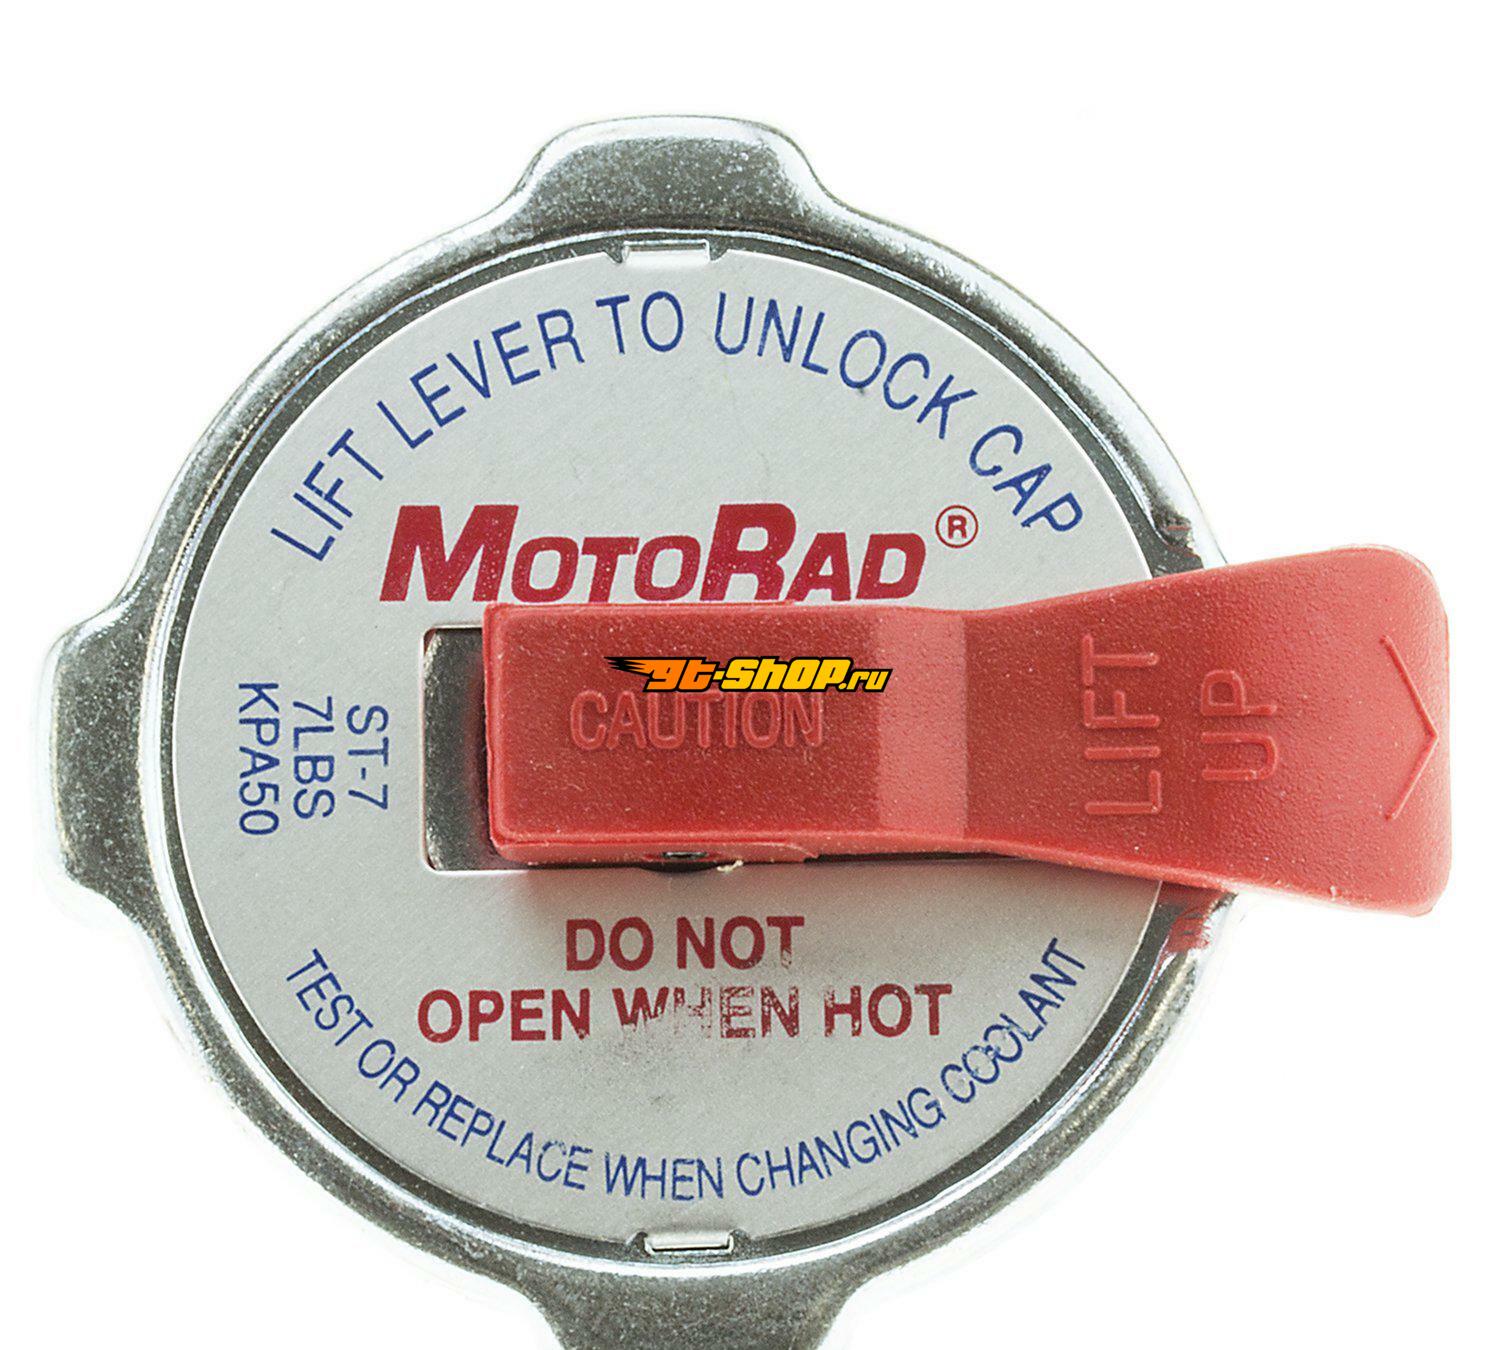 LIFT LEVER TO UNLOCK CAP
MOTORAD®
gt-shop.ru
CAUTION
LIFT
UP
ST-7
7LBS
KPA50
DO NOT
OPEN WHEN HOT
TEST OR REPLACE WHEN CHANGING COOLANT